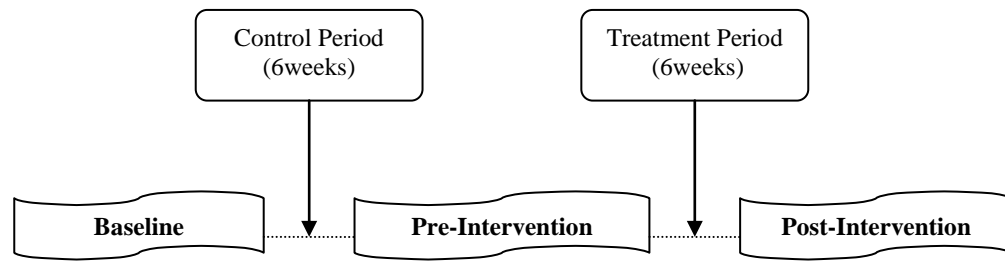 Control Period
(6weeks)
Treatment Period
(6weeks)
Baseline
Pre-Intervention
Post-Intervention